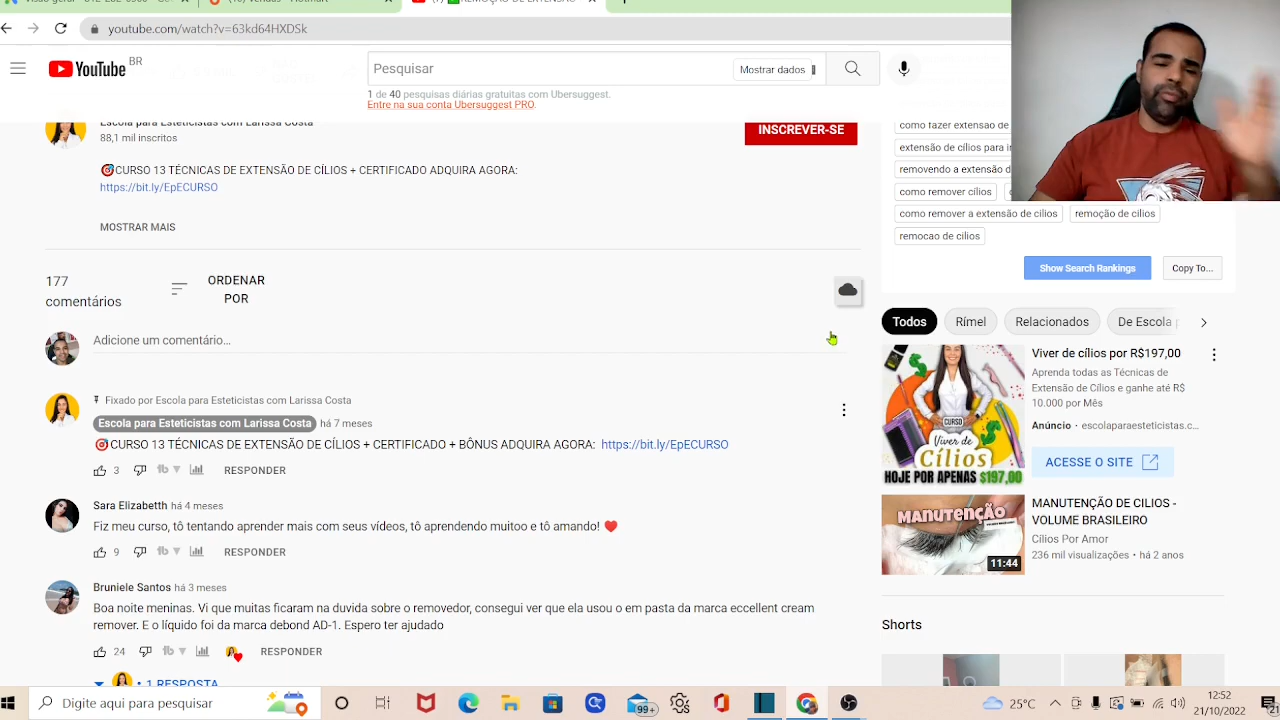 youtube.com/watch?v=63kd64HXDSk
YouTube BR
Pesquisar
Mostrar dados
1 de 40 pesquisas diárias gratuitas com Ubersuggest.
Entre na sua conta Ubersuggest PRO.
Escola para Esteticistas com Larissa Costa
88,1 mil inscritos
INSCREVER-SE
🎯CURSO 13 TÉCNICAS DE EXTENSÃO DE CÍLIOS + CERTIFICADO ADQUIRA AGORA:
https://bit.ly/EpECURSO
MOSTRAR MAIS
177
comentários
ORDENAR
POR
Adicione um comentário...
Fixado por Escola para Esteticistas com Larissa Costa
Escola para Esteticistas com Larissa Costa há 7 meses
🎯CURSO 13 TÉCNICAS DE EXTENSÃO DE CÍLIOS + CERTIFICADO + BÔNUS ADQUIRA AGORA: https://bit.ly/EpECURSO
3 RESPONDER
Sara Elizabetth há 4 meses
Fiz meu curso, tô tentando aprender mais com seus vídeos, tô aprendendo muitoo e tô amando! ♥
9 RESPONDER
Bruniele Santos há 3 meses
Boa noite meninas. Vi que muitas ficaram na duvida sobre o removedor, consegui ver que ela usou o em pasta da marca eccellent cream
remover. E o líquido foi da marca debond AD-1. Espero ter ajudado
24 RESPONDER
1 RESPOSTA
como fazer extensao de
extensão de cílios para
removendo a extensão
como remover cílios
como remover a extensão de cílios
remoção de cilios
remocao de cilios
Show Search Rankings
Copy To...
Todos
Rímel
Relacionados
De Escola
Viver de cílios por R$197,00
Aprenda todas as Técnicas de
Extensão de Cílios e ganhe até R$
10.000 por Mês
Anúncio • escolaparaesteticistas.c...
ACESSE O SITE
CURSO
Viver de
Cílios
HOJE POR APENAS $197,00
MANUTENÇÃO
11:44
MANUTENÇÃO DE CILIOS -
VOLUME BRASILEIRO
Cílios Por Amor
236 mil visualizações • há 2 anos
Shorts
Digite aqui para pesquisar
99+
25°C
12:52
21/10/2022
21